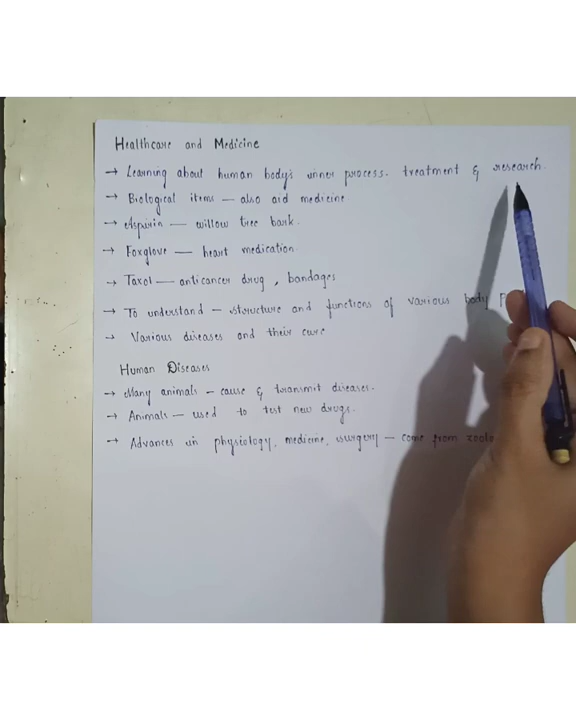 Healthcare and Medicine
→ Learning about human body's inner process. treatment & research.
→ Biological items — also aid medicine
→ Aspirin — willow tree bark.
→ Foxglove — heart medication.
→ Taxol — anticancer drug, bandages
→ To understand — structure and functions of various body
→ Various diseases and their cure
Human Diseases
→ Many animals — cause & transmit diseases.
→ Animals — used to test new drugs.
→ Advances in physiology, medicine, surgery — come from